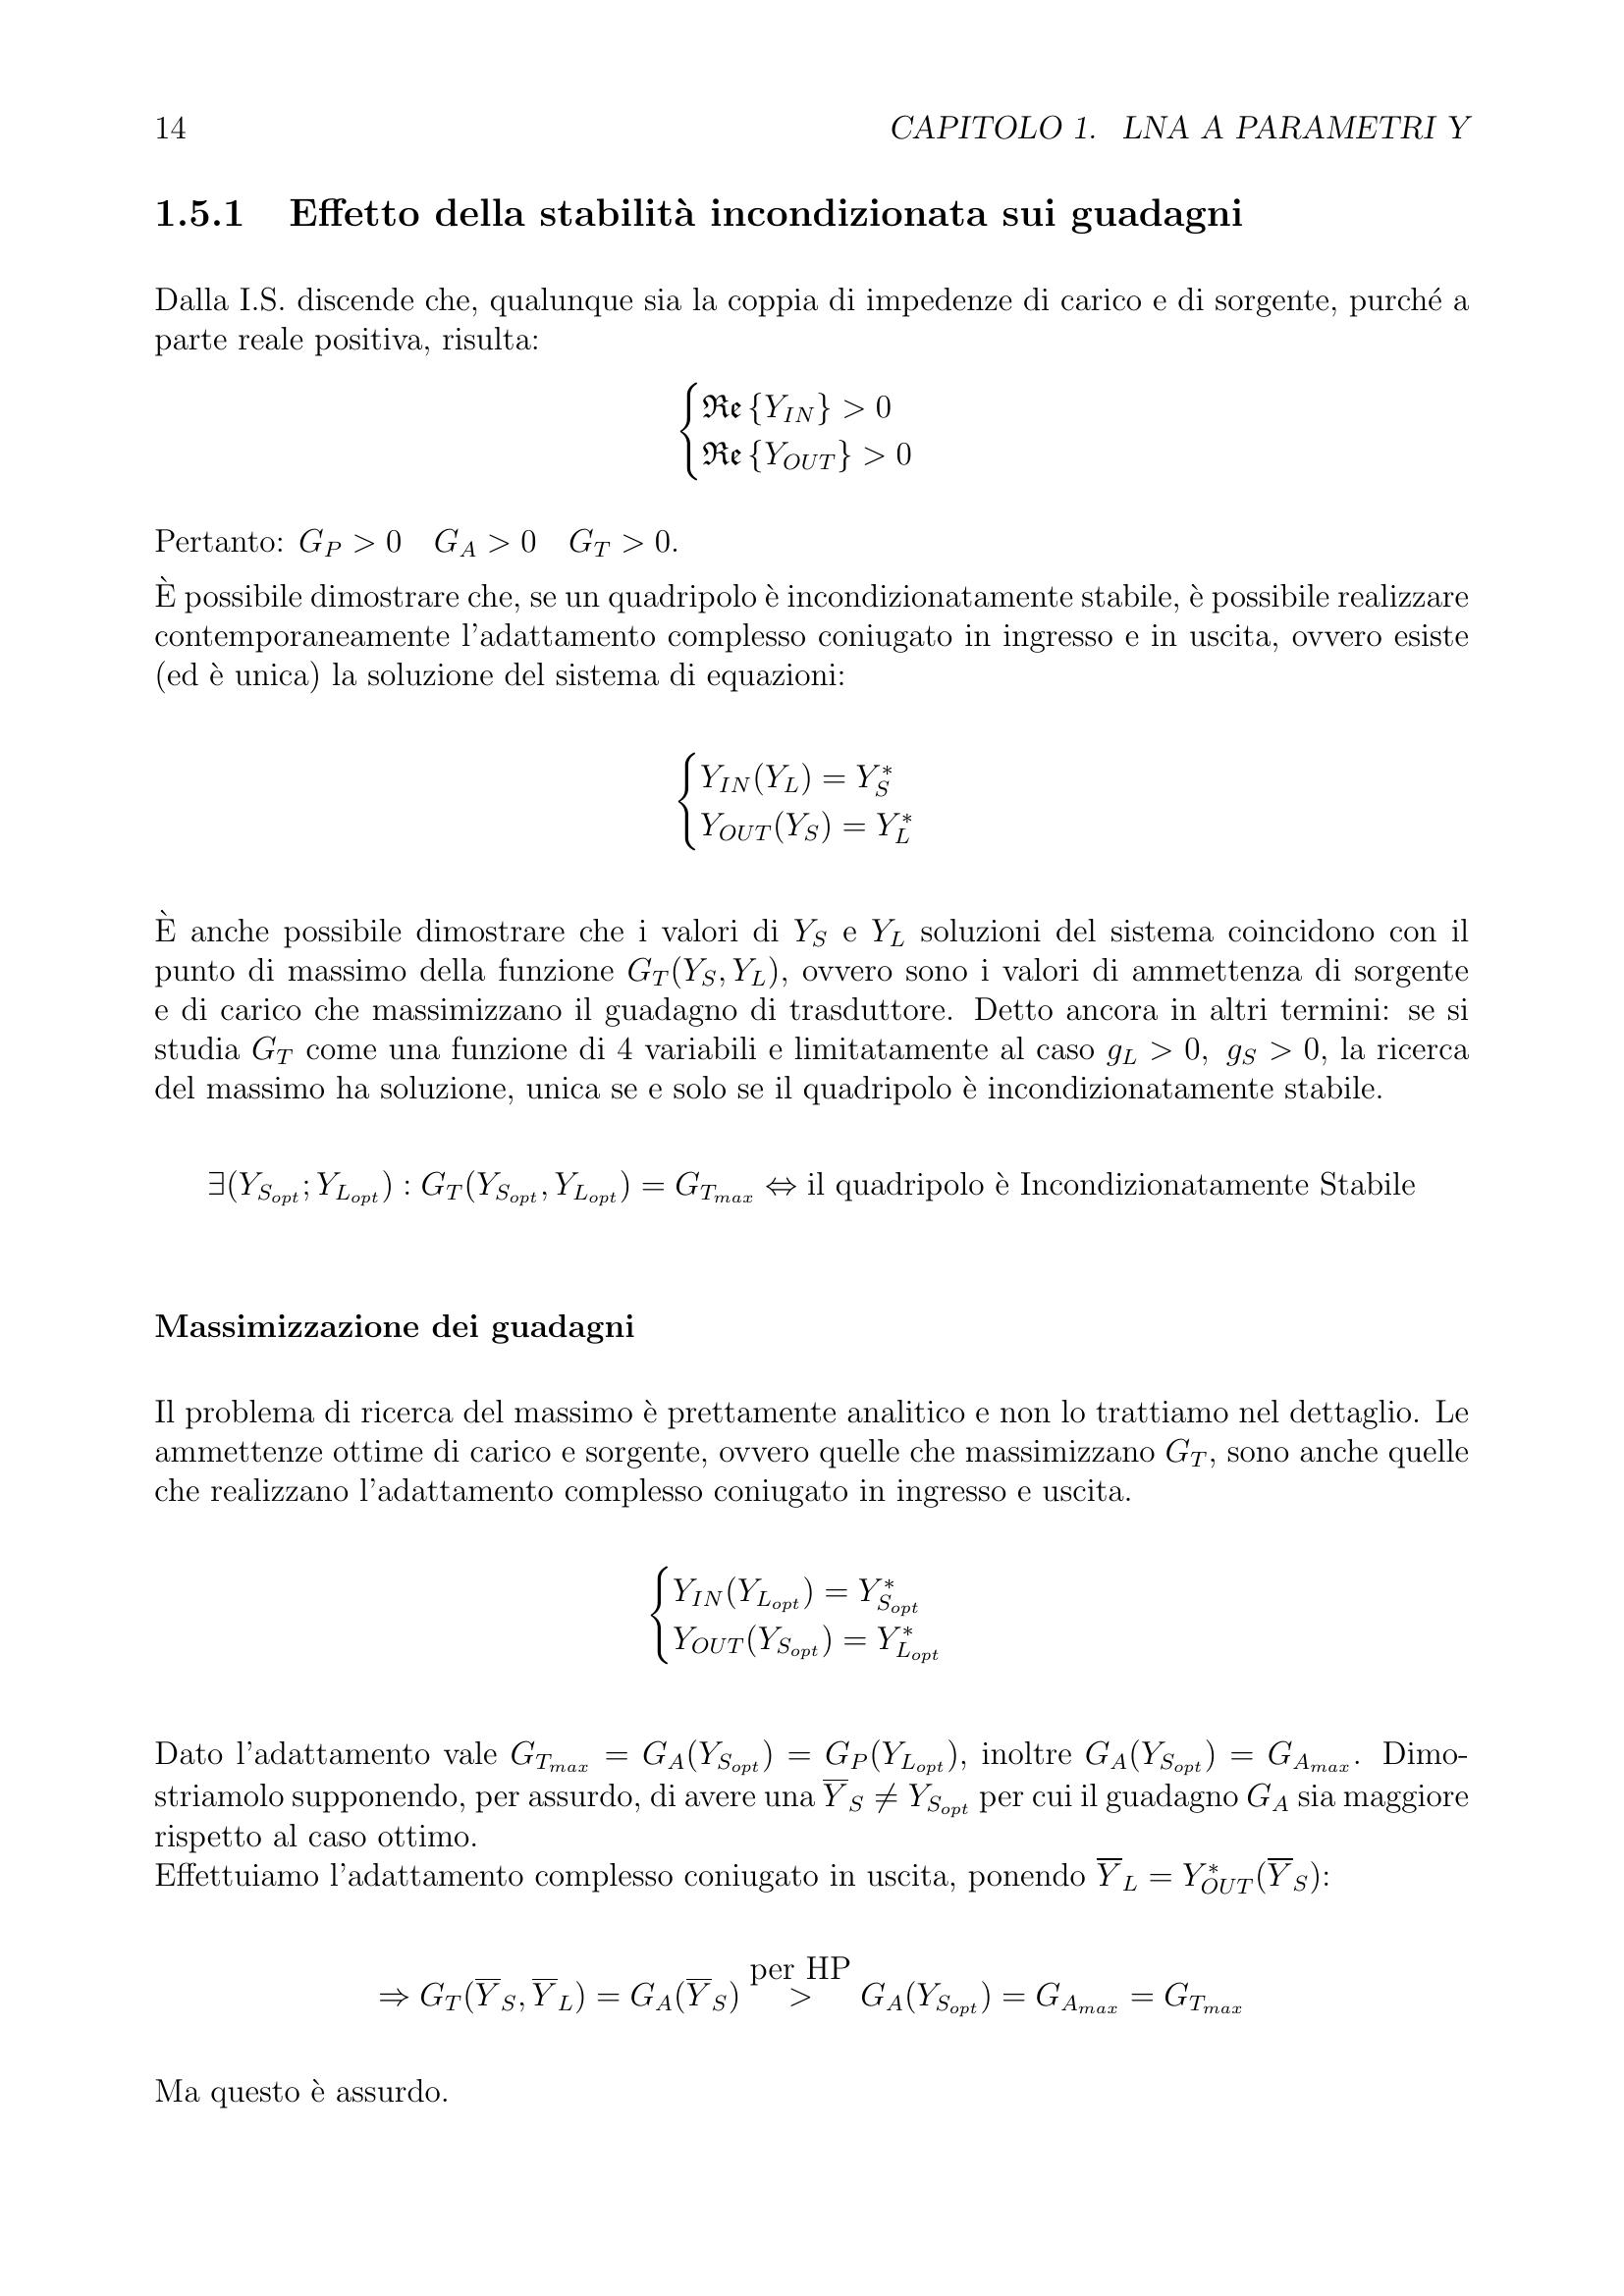 14 CAPITOLO 1. LNA A PARAMETRI Y
1.5.1 Effetto della stabilità incondizionata sui guadagni
Dalla I.S. discende che, qualunque sia la coppia di impedenze di carico e di sorgente, purché a
parte reale positiva, risulta:
$$\begin{cases} \mathfrak{Re}\{Y_{IN}\} > 0 \\ \mathfrak{Re}\{Y_{OUT}\} > 0 \end{cases}$$
Pertanto: $G_P > 0 \quad G_A > 0 \quad G_T > 0$.
È possibile dimostrare che, se un quadripolo è incondizionatamente stabile, è possibile realizzare
contemporaneamente l'adattamento complesso coniugato in ingresso e in uscita, ovvero esiste
(ed è unica) la soluzione del sistema di equazioni:
$$\begin{cases} Y_{IN}(Y_L) = Y_S^* \\ Y_{OUT}(Y_S) = Y_L^* \end{cases}$$
È anche possibile dimostrare che i valori di $Y_S$ e $Y_L$ soluzioni del sistema coincidono con il
punto di massimo della funzione $G_T(Y_S, Y_L)$, ovvero sono i valori di ammettenza di sorgente
e di carico che massimizzano il guadagno di trasduttore. Detto ancora in altri termini: se si
studia $G_T$ come una funzione di 4 variabili e limitatamente al caso $g_L > 0,\ g_S > 0$, la ricerca
del massimo ha soluzione, unica se e solo se il quadripolo è incondizionatamente stabile.
$$\exists (Y_{S_{opt}}; Y_{L_{opt}}) : G_T(Y_{S_{opt}}, Y_{L_{opt}}) = G_{T_{max}} \Leftrightarrow \text{il quadripolo è Incondizionatamente Stabile}$$
Massimizzazione dei guadagni
Il problema di ricerca del massimo è prettamente analitico e non lo trattiamo nel dettaglio. Le
ammettenze ottime di carico e sorgente, ovvero quelle che massimizzano $G_T$, sono anche quelle
che realizzano l'adattamento complesso coniugato in ingresso e uscita.
$$\begin{cases} Y_{IN}(Y_{L_{opt}}) = Y_{S_{opt}}^* \\ Y_{OUT}(Y_{S_{opt}}) = Y_{L_{opt}}^* \end{cases}$$
Dato l'adattamento vale $G_{T_{max}} = G_A(Y_{S_{opt}}) = G_P(Y_{L_{opt}})$, inoltre $G_A(Y_{S_{opt}}) = G_{A_{max}}$. Dimo-
striamolo supponendo, per assurdo, di avere una $\overline{Y}_S \neq Y_{S_{opt}}$ per cui il guadagno $G_A$ sia maggiore
rispetto al caso ottimo.
Effettuiamo l'adattamento complesso coniugato in uscita, ponendo $\overline{Y}_L = Y_{OUT}^*(\overline{Y}_S)$:
$$\Rightarrow G_T(\overline{Y}_S, \overline{Y}_L) = G_A(\overline{Y}_S) \overset{\text{per HP}}{>} G_A(Y_{S_{opt}}) = G_{A_{max}} = G_{T_{max}}$$
Ma questo è assurdo.